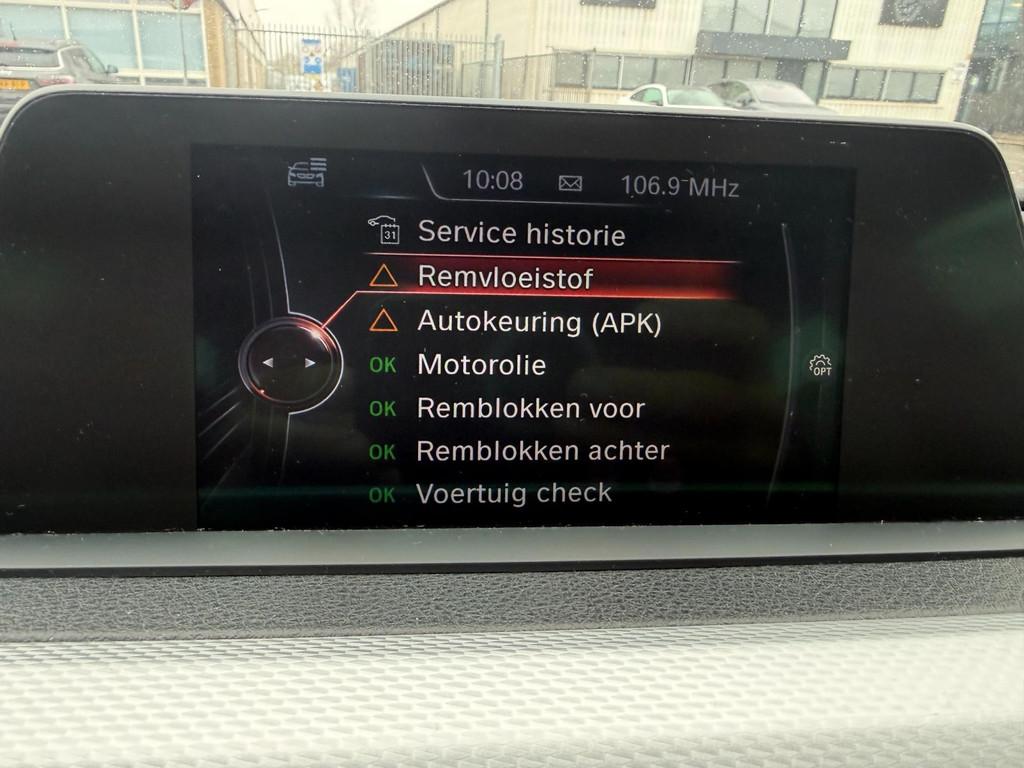 10:08 106.9 MHz
31 Service historie
Remvloeistof
Autokeuring (APK)
OK Motorolie
OPT
OK Remblokken voor
OK Remblokken achter
OK Voertuig check